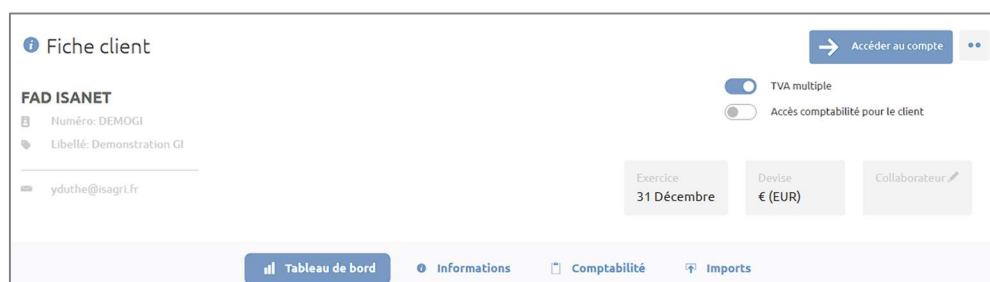 Fiche client
Accéder au compte
FAD ISANET
Numéro: DEMOGI
Libellé: Demonstration GI
yduthe@isagri.fr
TVA multiple
Accès comptabilité pour le client
Exercice
31 Décembre
Devise
€ (EUR)
Collaborateur
Tableau de bord
Informations
Comptabilité
Imports